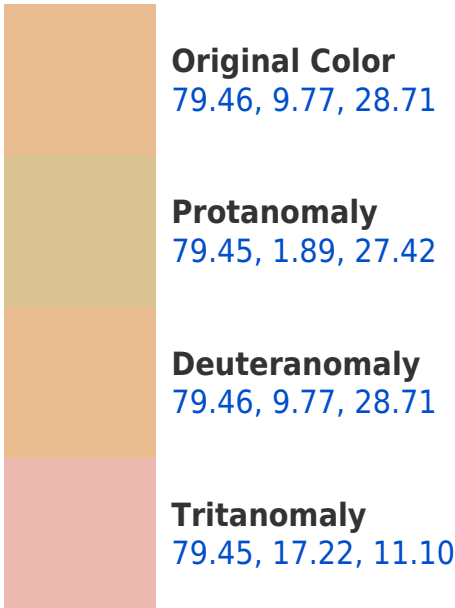 Original Color
79.46, 9.77, 28.71
Protanomaly
79.45, 1.89, 27.42
Deuteranomaly
79.46, 9.77, 28.71
Tritanomaly
79.45, 17.22, 11.10